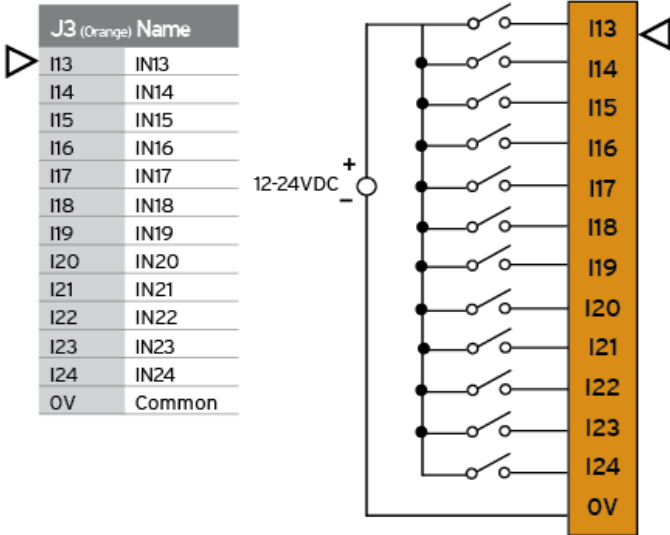 J3 (Orange) Name
I13 IN13
I14 IN14
I15 IN15
I16 IN16
I17 IN17
I18 IN18
I19 IN19
I20 IN20
I21 IN21
I22 IN22
I23 IN23
I24 IN24
0V Common
12-24VDC
+
−
I13
I14
I15
I16
I17
I18
I19
I20
I21
I22
I23
I24
0V